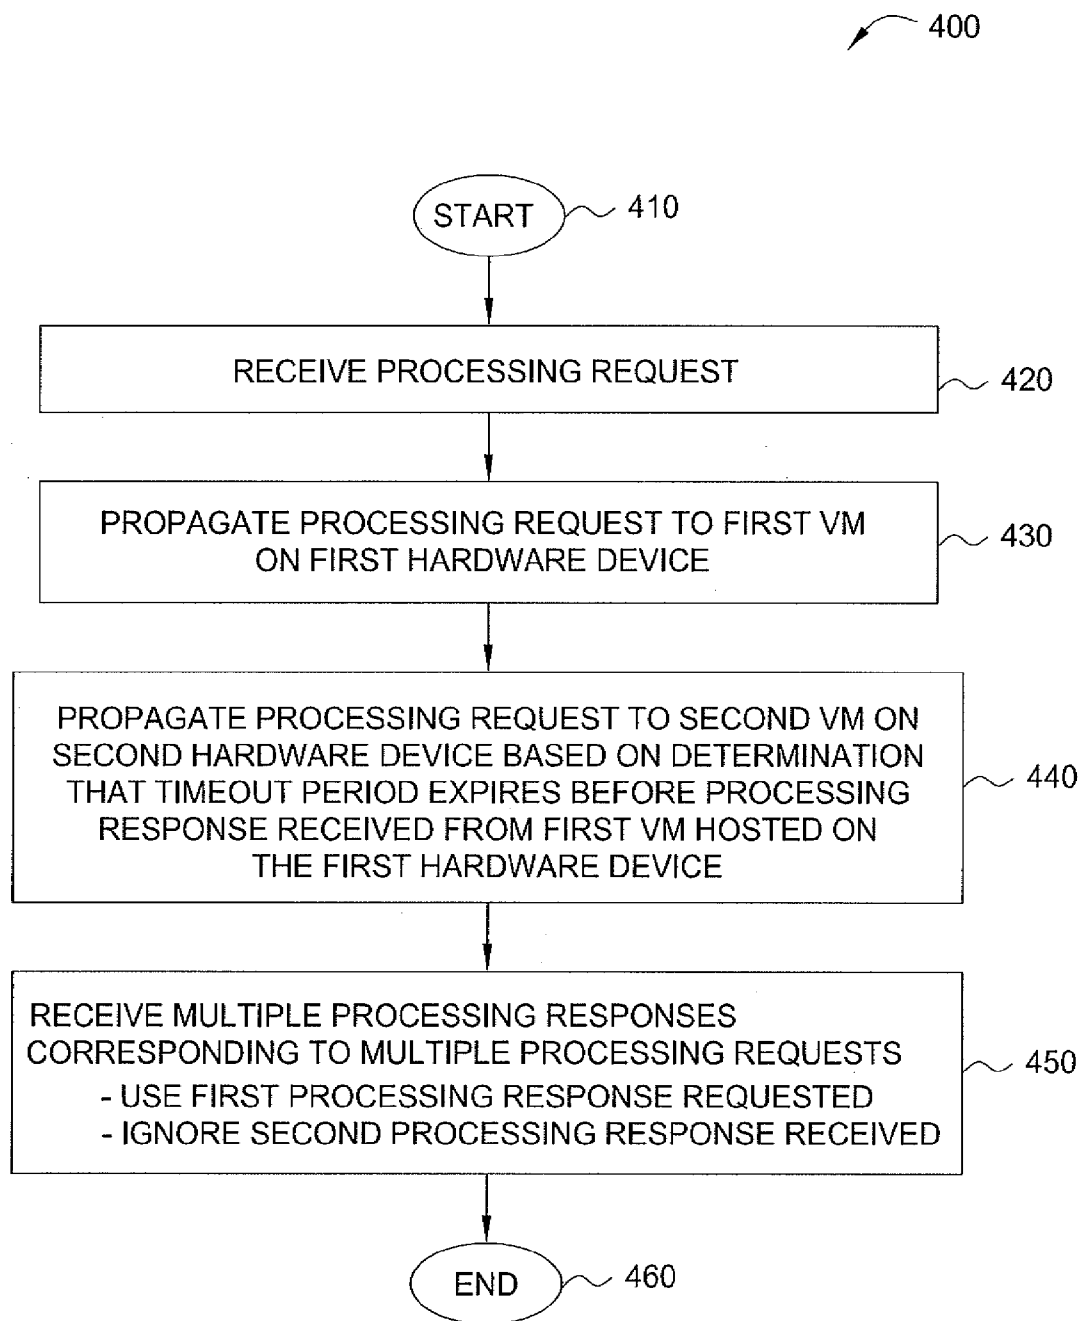 400
START
410
RECEIVE PROCESSING REQUEST
420
PROPAGATE PROCESSING REQUEST TO FIRST VM
ON FIRST HARDWARE DEVICE
430
PROPAGATE PROCESSING REQUEST TO SECOND VM ON
SECOND HARDWARE DEVICE BASED ON DETERMINATION
THAT TIMEOUT PERIOD EXPIRES BEFORE PROCESSING
RESPONSE RECEIVED FROM FIRST VM HOSTED ON
THE FIRST HARDWARE DEVICE
440
RECEIVE MULTIPLE PROCESSING RESPONSES
CORRESPONDING TO MULTIPLE PROCESSING REQUESTS
- USE FIRST PROCESSING RESPONSE REQUESTED
- IGNORE SECOND PROCESSING RESPONSE RECEIVED
450
END
460